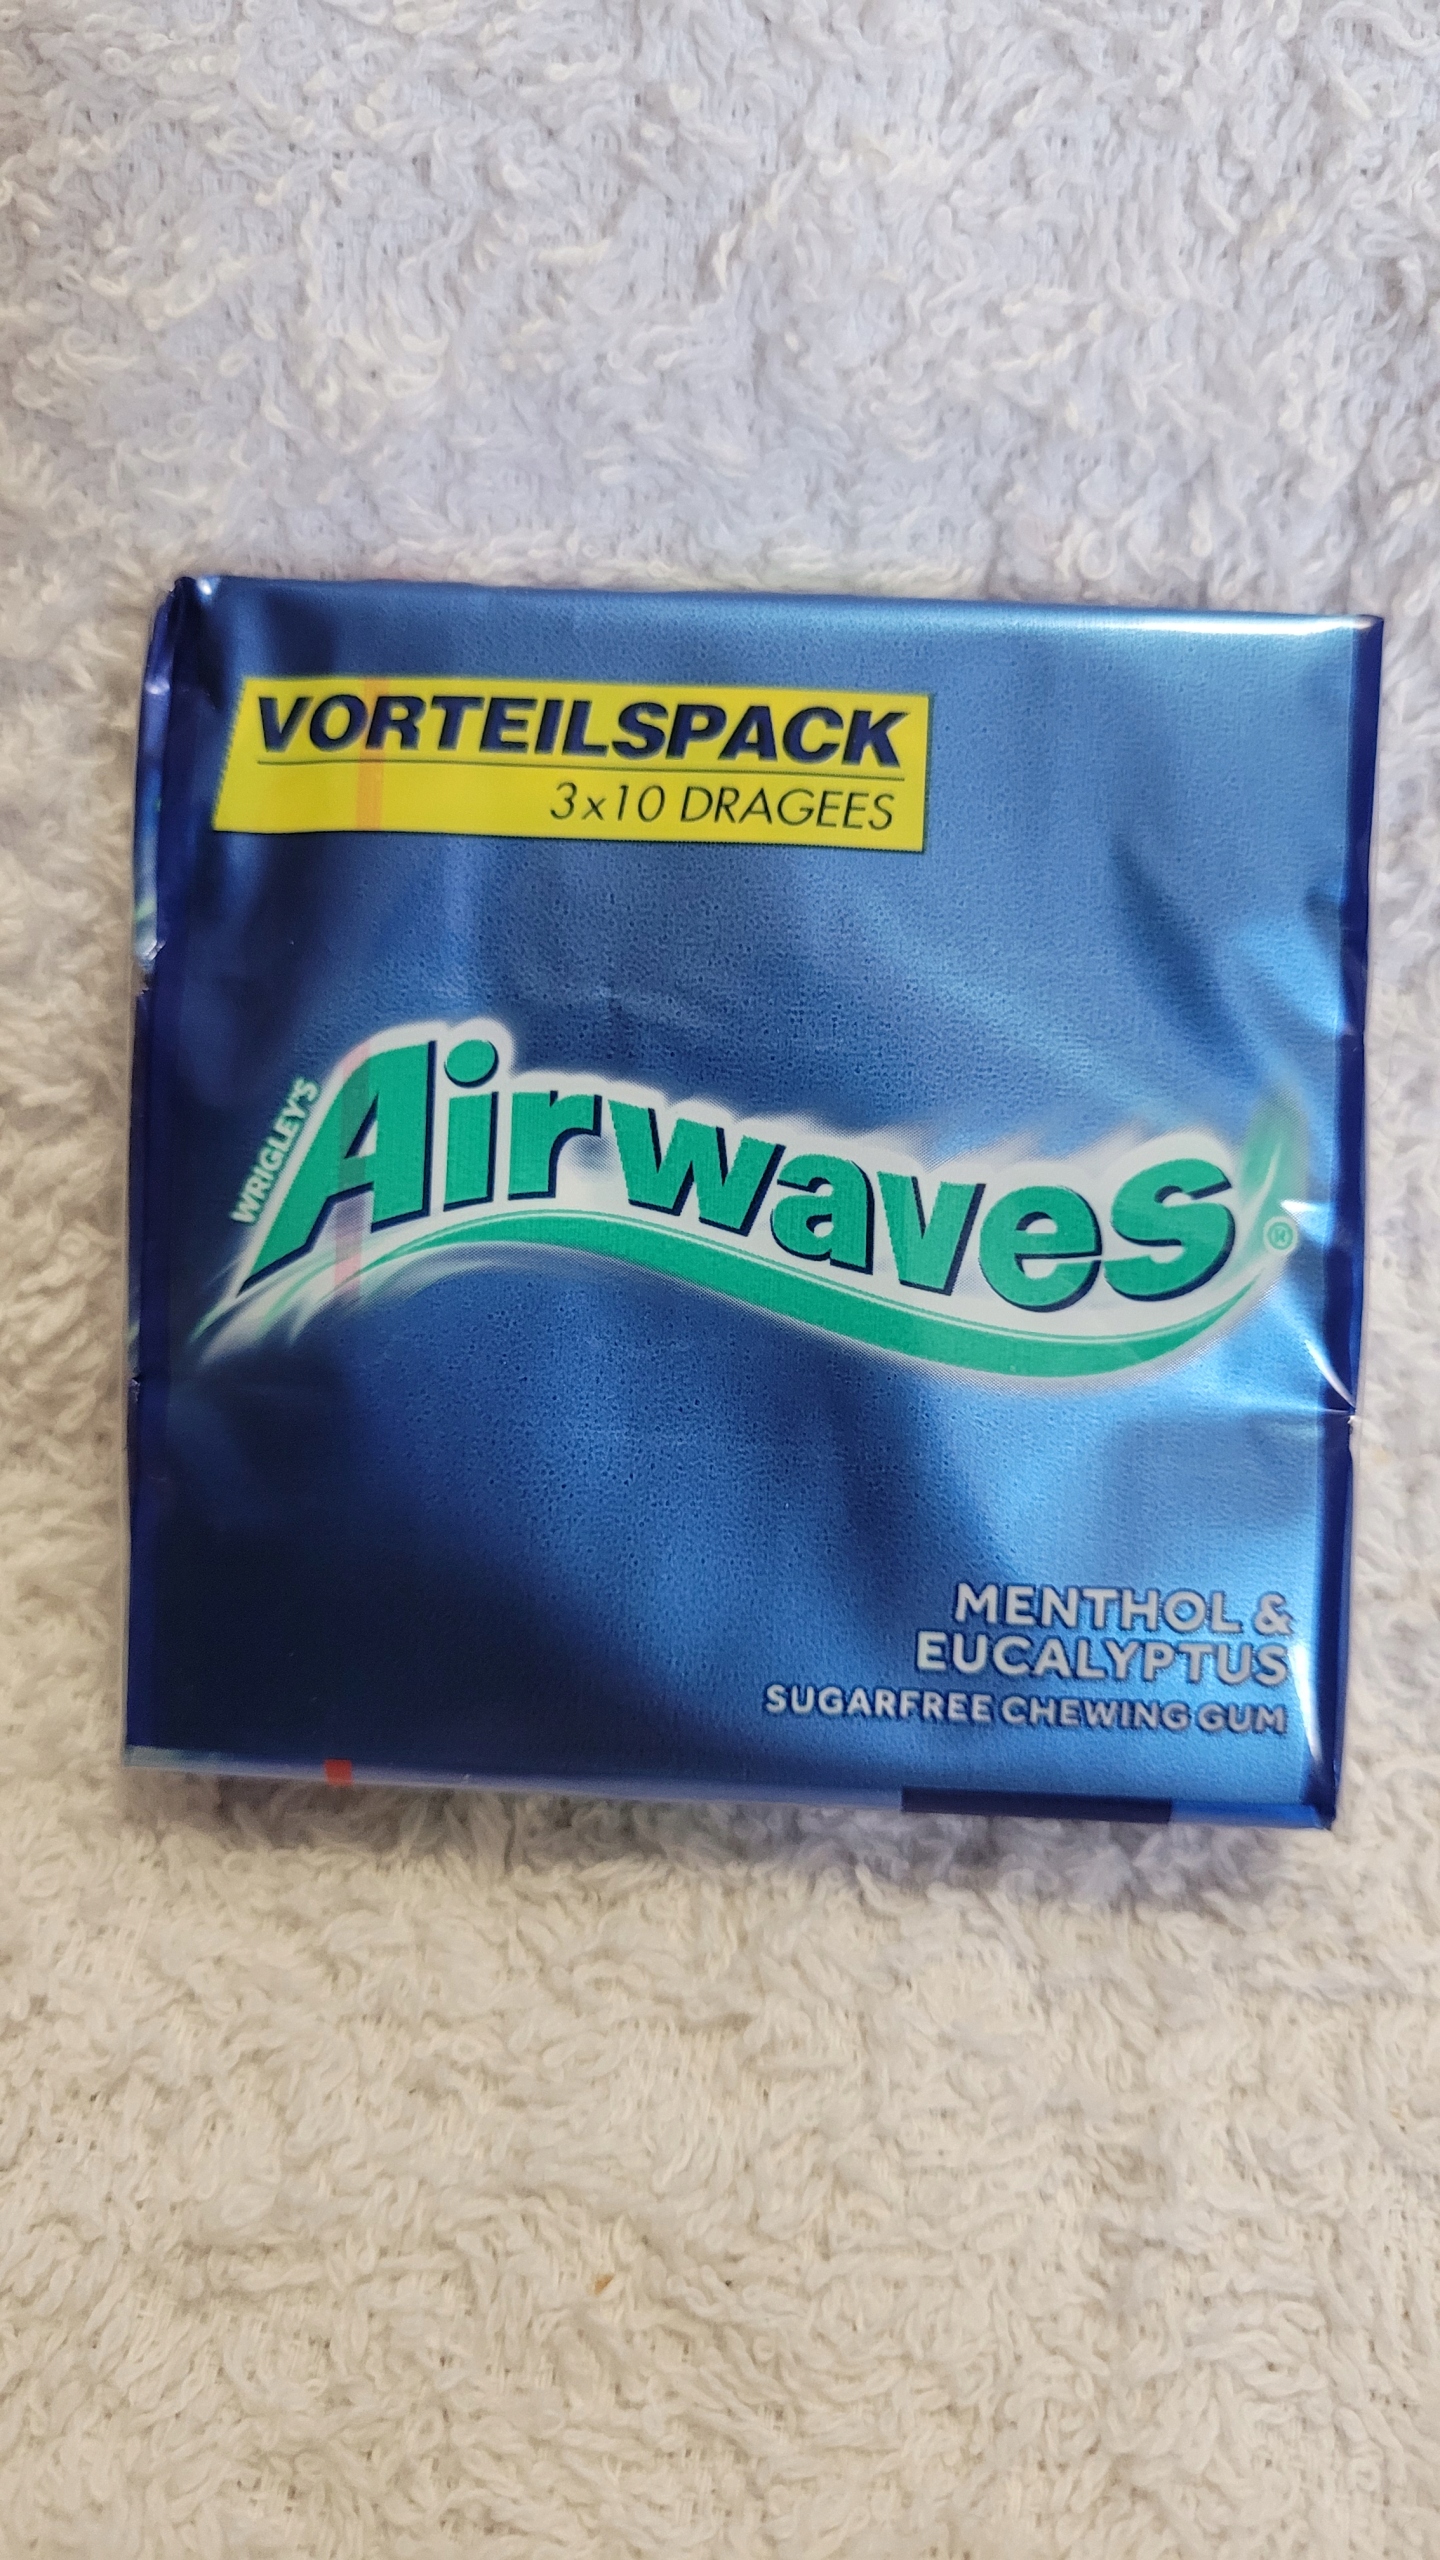 VORTEILSPACK
3x10 DRAGEES
WRIGLEY'S
Airwaves®
MENTHOL &
EUCALYPTUS
SUGARFREE CHEWING GUM